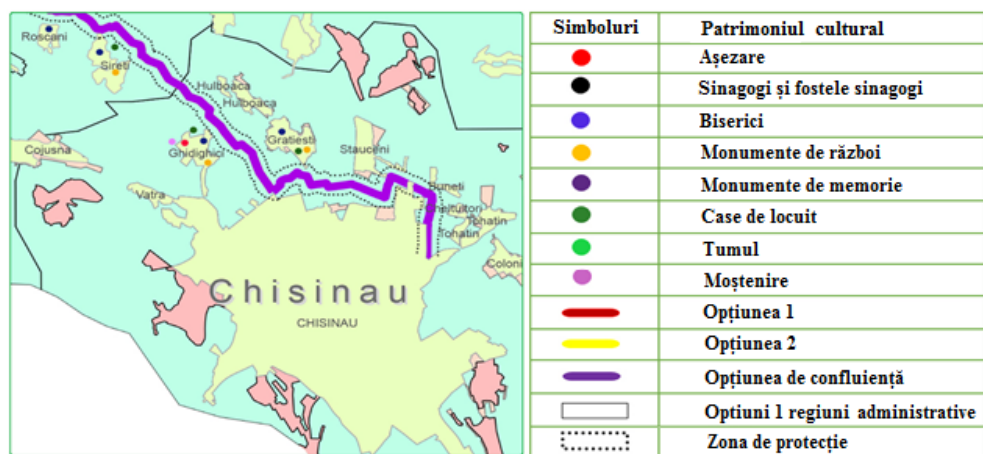 Roscani
Sireti
Hulboaca
Hulboaca
Cojusna
Ghidighici
Gratiesti
Stauceni
Vatra
Buneti
Tohatin
Tohatin
Coloni
Chisinau
CHISINAU
Simboluri Patrimoniul cultural
Așezare
Sinagogi și fostele sinagogi
Biserici
Monumente de război
Monumente de memorie
Case de locuit
Tumul
Moștenire
Opțiunea 1
Opțiunea 2
Opțiunea de confluiență
Optiuni 1 regiuni administrative
Zona de protecție